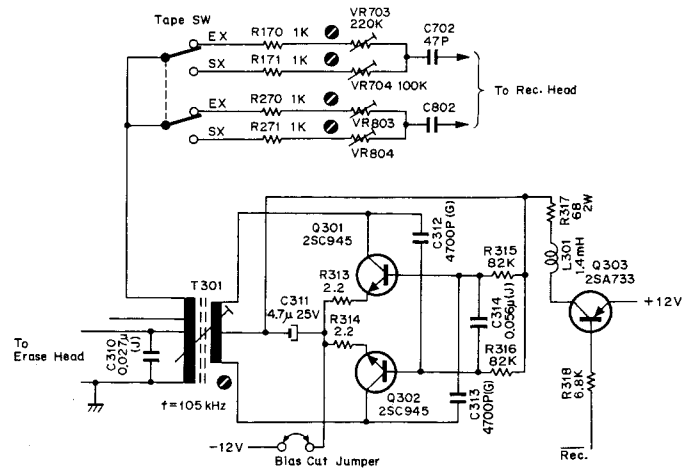 Tape SW
EX R170 1K VR703 220K C702 47P
SX R171 1K VR704 100K
To Rec. Head
EX R270 1K VR803 C802
SX R271 1K VR804
T301
Q301
2SC945
C312
4700P(G)
R317
68 2W
L301
1.4mH
Q303
2SA733
+12V
R315
82K
C314
0.056μ(J)
R316
82K
R313
2.2
C311
4.7μ 25V
R314
2.2
To
Erase Head
C310
0.027μ
(J)
f=105 kHz
Q302
2SC945
C313
4700P(G)
R318
6.8K
Rec.
-12V
Bias Cut Jumper